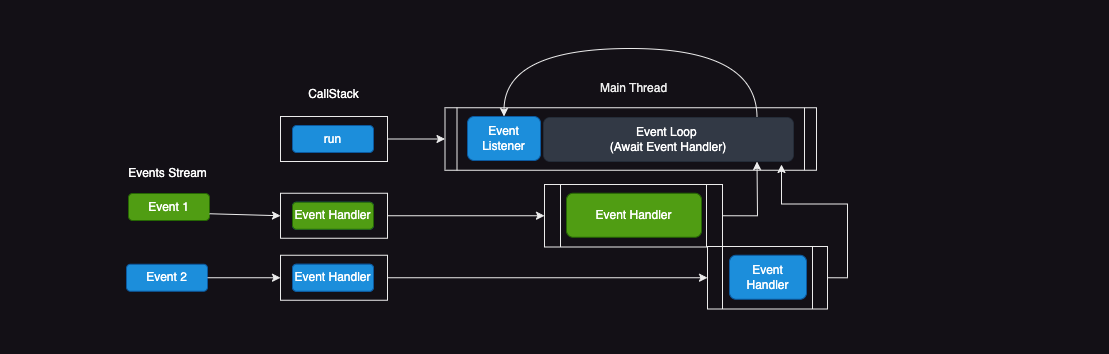 CallStack
Main Thread
run
Event
Listener
Event Loop
(Await Event Handler)
Events Stream
Event 1
Event Handler
Event Handler
Event 2
Event Handler
Event
Handler